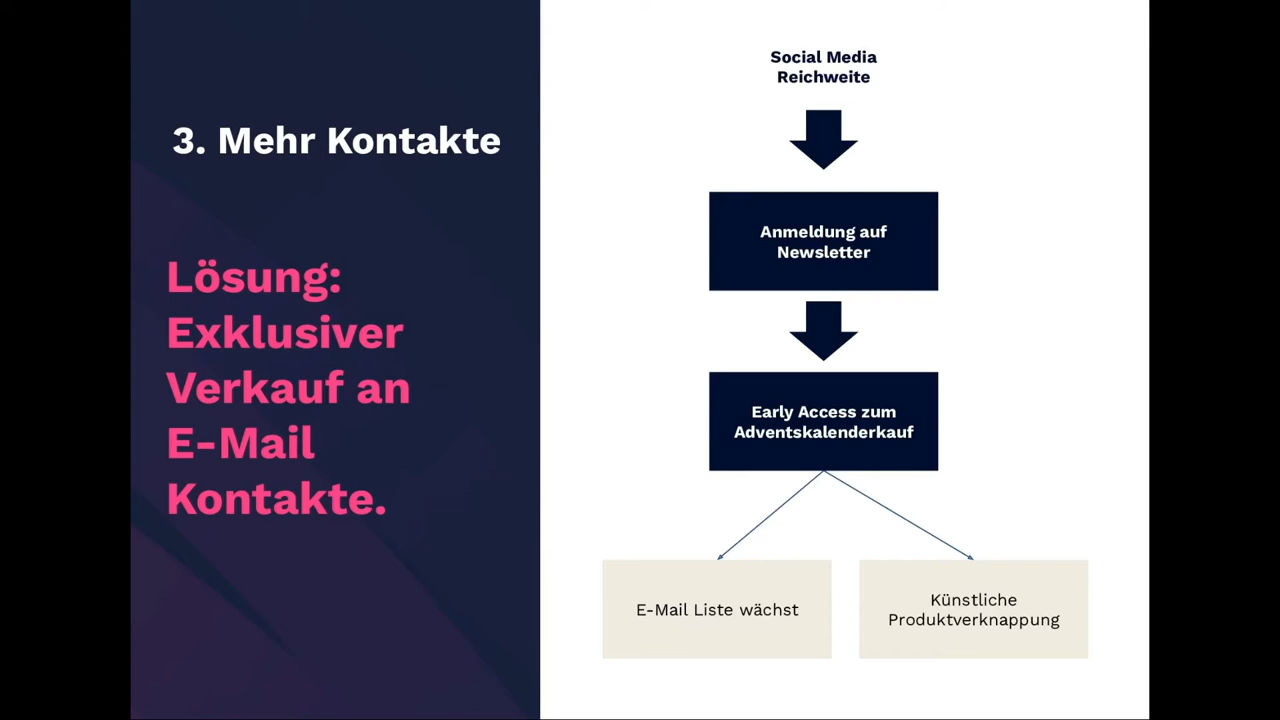 3. Mehr Kontakte
Lösung:
Exklusiver
Verkauf an
E-Mail
Kontakte.
Social Media
Reichweite
Anmeldung auf
Newsletter
Early Access zum
Adventskalenderkauf
E-Mail Liste wächst
Künstliche
Produktverknappung